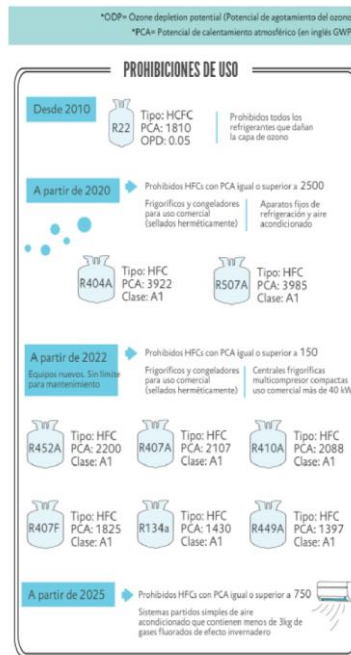 *ODP= Ozone depletion potential (Potencial de agotamiento del ozono
*PCA= Potencial de calentamiento atmosférico (en inglés GWP
PROHIBICIONES DE USO
Desde 2010
R22
Tipo: HCFC
PCA: 1810
OPD: 0.05
Prohibidos todos los
refrigerantes que dañan
la capa de ozono
A partir de 2020
Prohibidos HFCs con PCA igual o superior a 2500
Frigoríficos y congeladores
para uso comercial
(sellados herméticamente)
Aparatos fijos de
refrigeración y aire
acondicionado
R404A
Tipo: HFC
PCA: 3922
Clase: A1
R507A
Tipo: HFC
PCA: 3985
Clase: A1
A partir de 2022
Equipos nuevos. Sin límite
para mantenimiento
Prohibidos HFCs con PCA igual o superior a 150
Frigoríficos y congeladores
para uso comercial
(sellados herméticamente)
Centrales frigoríficas
multicompresor compactas
uso comercial más de 40 kW
R452A
Tipo: HFC
PCA: 2200
Clase: A1
R407A
Tipo: HFC
PCA: 2107
Clase: A1
R410A
Tipo: HFC
PCA: 2088
Clase: A1
R407F
Tipo: HFC
PCA: 1825
Clase: A1
R134a
Tipo: HFC
PCA: 1430
Clase: A1
R449A
Tipo: HFC
PCA: 1397
Clase: A1
A partir de 2025
Prohibidos HFCs con PCA igual o superior a 750
Sistemas partidos simples de aire
acondicionado que contienen menos de 3kg de
gases fluorados de efecto invernadero